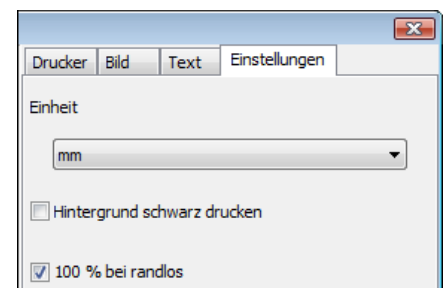 Drucker Bild Text Einstellungen
Einheit
mm
Hintergrund schwarz drucken
100 % bei randlos